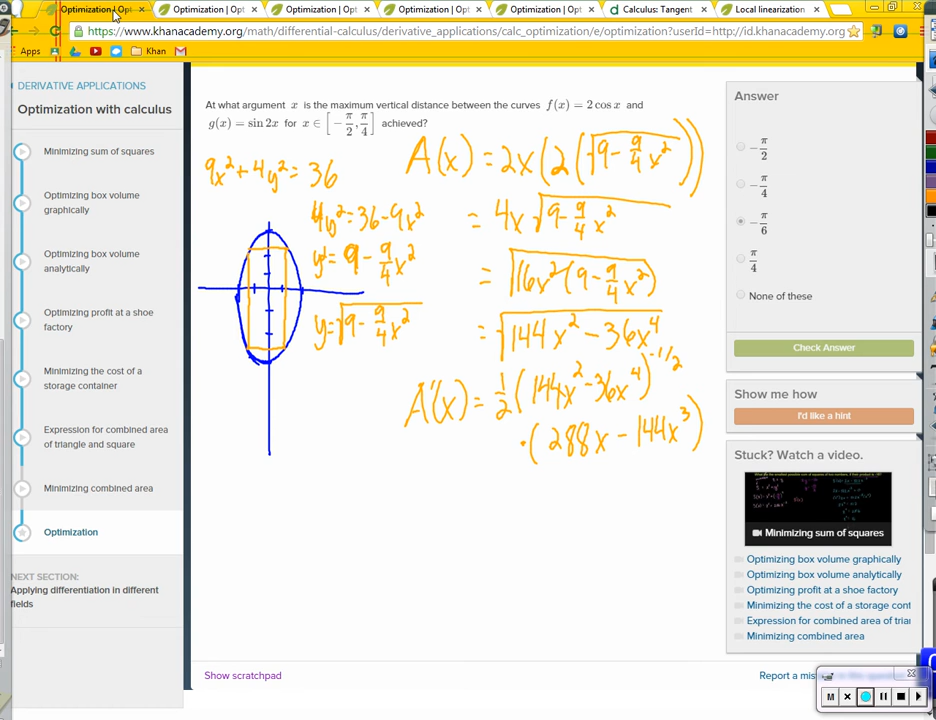 Optimization | Opt
Optimization | Opt
Optimization | Opt
Optimization | Opt
Optimization | Opt
Calculus: Tangent
Local linearization
https://www.khanacademy.org/math/differential-calculus/derivative_applications/calc_optimization/e/optimization?userId=http://id.khanacademy.org
Apps
Khan
DERIVATIVE APPLICATIONS
Optimization with calculus
Minimizing sum of squares
Optimizing box volume
graphically
Optimizing box volume
analytically
Optimizing profit at a shoe
factory
Minimizing the cost of a
storage container
Expression for combined area
of triangle and square
Minimizing combined area
Optimization
NEXT SECTION:
Applying differentiation in different
fields
At what argument x is the maximum vertical distance between the curves f(x) = 2 cos x and
g(x) = sin 2x for x ∈ [−π/2, π/4] achieved?
9x² + 4y² = 36
4y² = 36 − 9x²
y² = 9 − 9/4 x²
y = √(9 − 9/4 x²)
A(x) = 2x(2(√(9 − 9/4 x²)))
= 4x √(9 − 9/4 x²)
= √(16x²(9 − 9/4 x²))
= √(144x² − 36x⁴)
A'(x) = 1/2 (144x² − 36x⁴)^(−1/2)
·(288x − 144x³)
Show scratchpad
Report a mis
Answer
−π/2
−π/4
−π/6
π/4
None of these
Check Answer
Show me how
I'd like a hint
Stuck? Watch a video.
Minimizing sum of squares
Optimizing box volume graphically
Optimizing box volume analytically
Optimizing profit at a shoe factory
Minimizing the cost of a storage cont
Expression for combined area of triar
Minimizing combined area
M